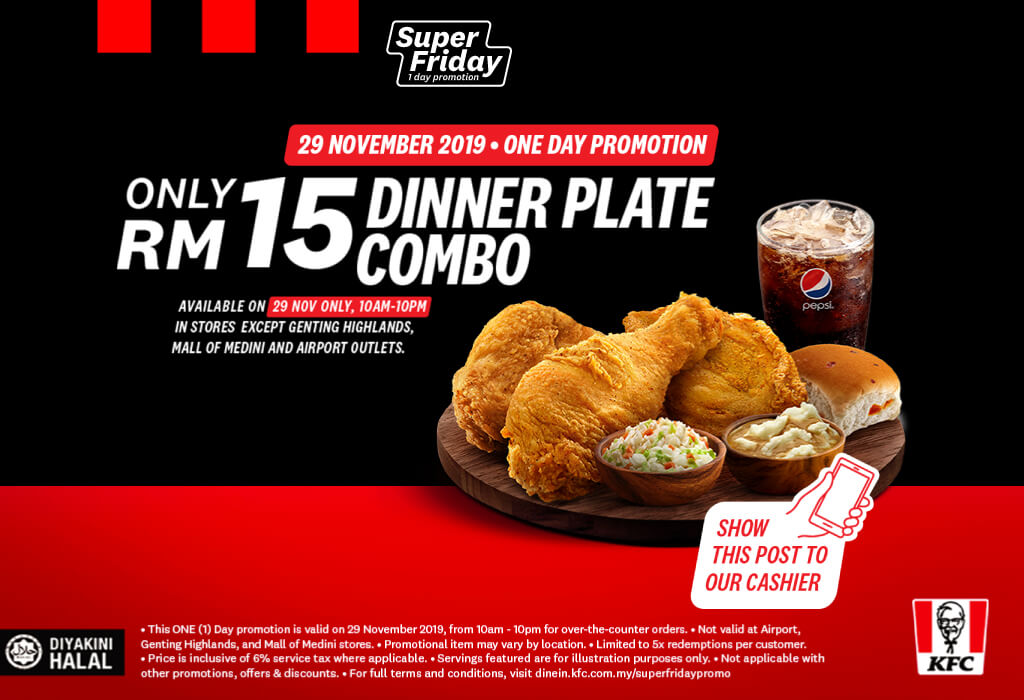 Super
Friday
1 day promotion
29 NOVEMBER 2019 • ONE DAY PROMOTION
ONLY
RM 15 DINNER PLATE
COMBO
AVAILABLE ON 29 NOV ONLY, 10AM-10PM
IN STORES EXCEPT GENTING HIGHLANDS,
MALL OF MEDINI AND AIRPORT OUTLETS.
pepsi.
SHOW
THIS POST TO
OUR CASHIER
• This ONE (1) Day promotion is valid on 29 November 2019, from 10am - 10pm for over-the-counter orders. • Not valid at Airport,
Genting Highlands, and Mall of Medini stores. • Promotional item may vary by location. • Limited to 5x redemptions per customer.
• Price is inclusive of 6% service tax where applicable. • Servings featured are for illustration purposes only. • Not applicable with
other promotions, offers & discounts. • For full terms and conditions, visit dinein.kfc.com.my/superfridaypromo
DIYAKINI
HALAL
KFC